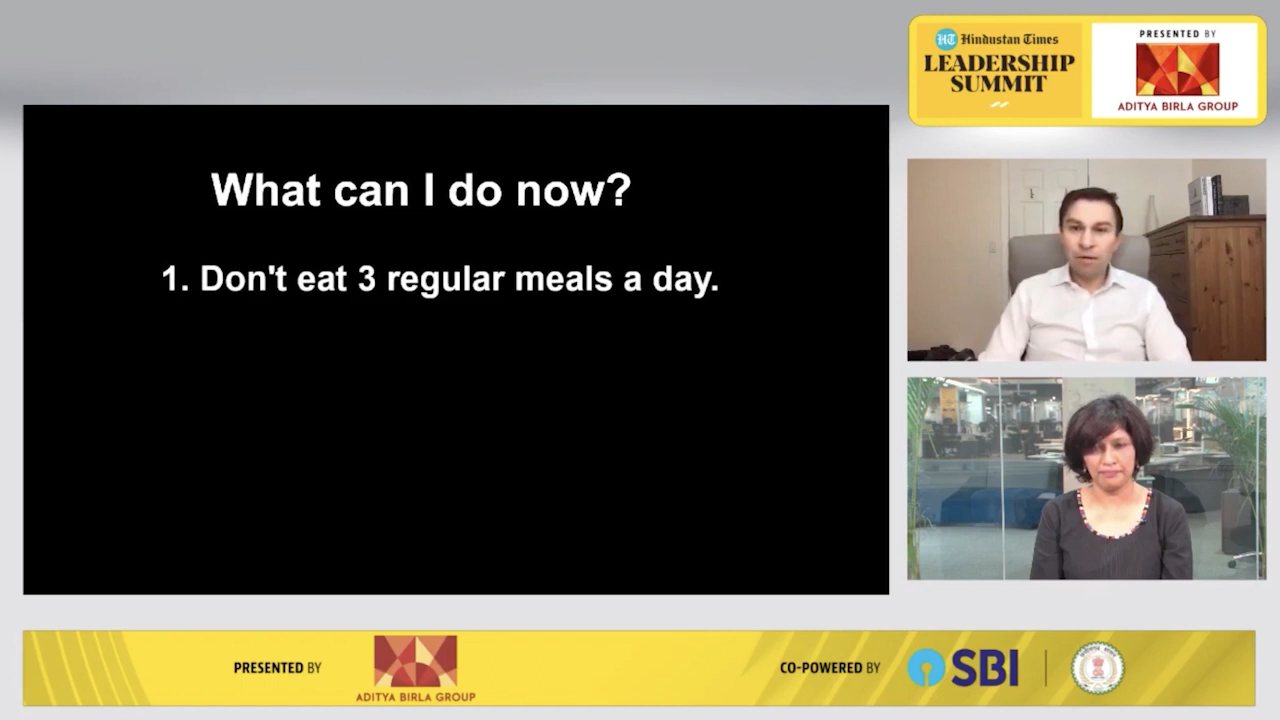 What can I do now?
1. Don't eat 3 regular meals a day.
HT Hindustan Times
LEADERSHIP
SUMMIT
PRESENTED BY
ADITYA BIRLA GROUP
PRESENTED BY
ADITYA BIRLA GROUP
CO-POWERED BY
SBI